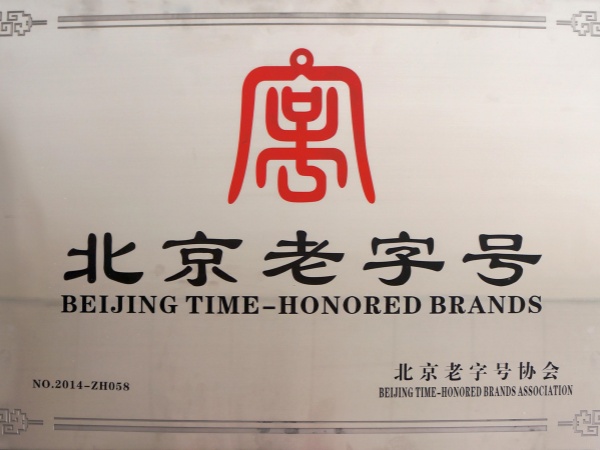 北京老字号
BEIJING TIME-HONORED BRANDS
NO.2014-ZH058
北京老字号协会
BEIJING TIME-HONORED BRANDS ASSOCIATION